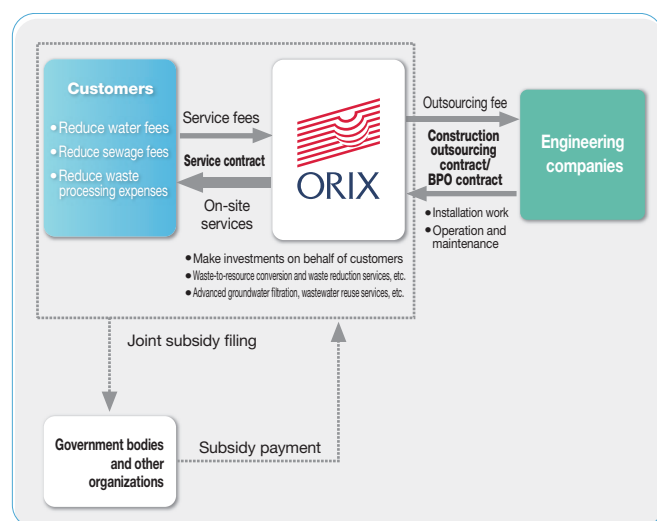 Customers
• Reduce water fees
• Reduce sewage fees
• Reduce waste
processing expenses
Service fees
Service contract
On-site
services
ORIX
• Make investments on behalf of customers
• Waste-to-resource conversion and waste reduction services, etc.
• Advanced groundwater filtration, wastewater reuse services, etc.
Outsourcing fee
Construction
outsourcing
contract/
BPO contract
• Installation work
• Operation and
maintenance
Engineering
companies
Joint subsidy filing
Government bodies
and other
organizations
Subsidy payment